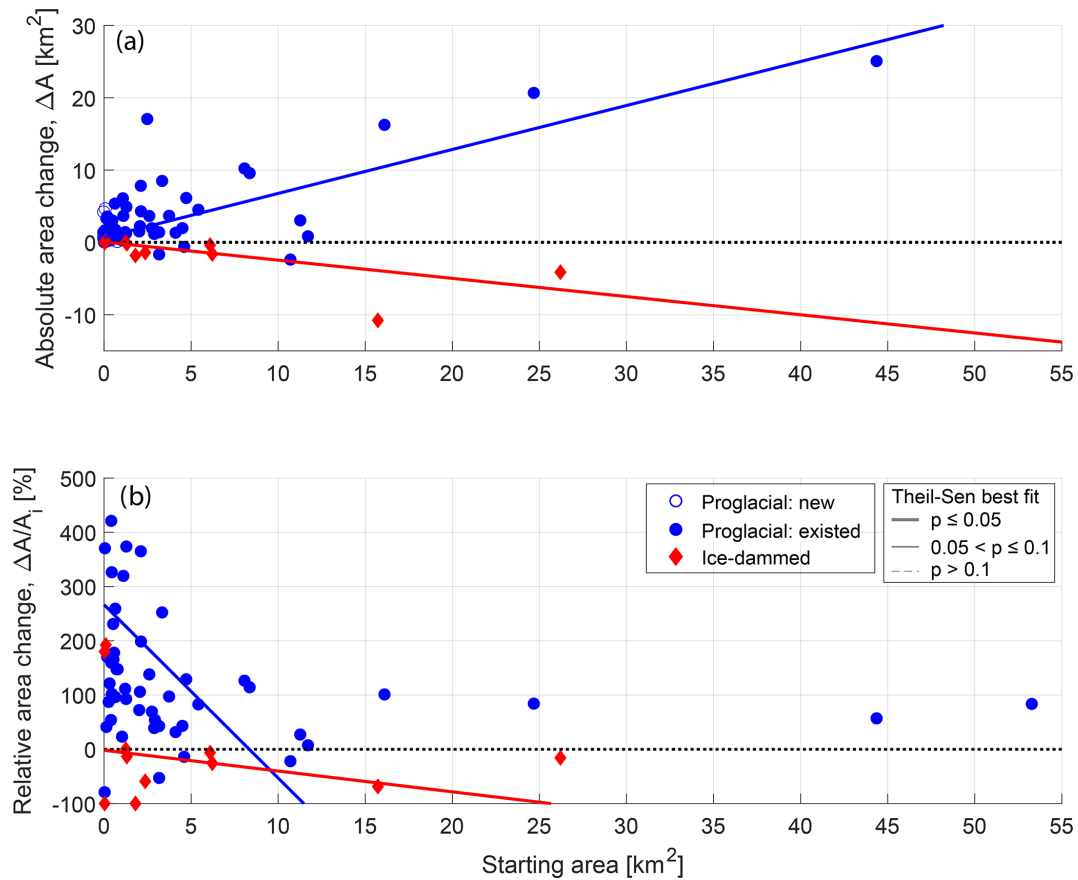 (a)
Absolute area change, ΔA [km²]
30
20
10
0
-10
0 5 10 15 20 25 30 35 40 45 50 55
(b)
Relative area change, ΔA/Aᵢ [%]
500
400
300
200
100
0
-100
Proglacial: new
Proglacial: existed
Ice-dammed
Theil-Sen best fit
p ≤ 0.05
0.05 < p ≤ 0.1
p > 0.1
0 5 10 15 20 25 30 35 40 45 50 55
Starting area [km²]